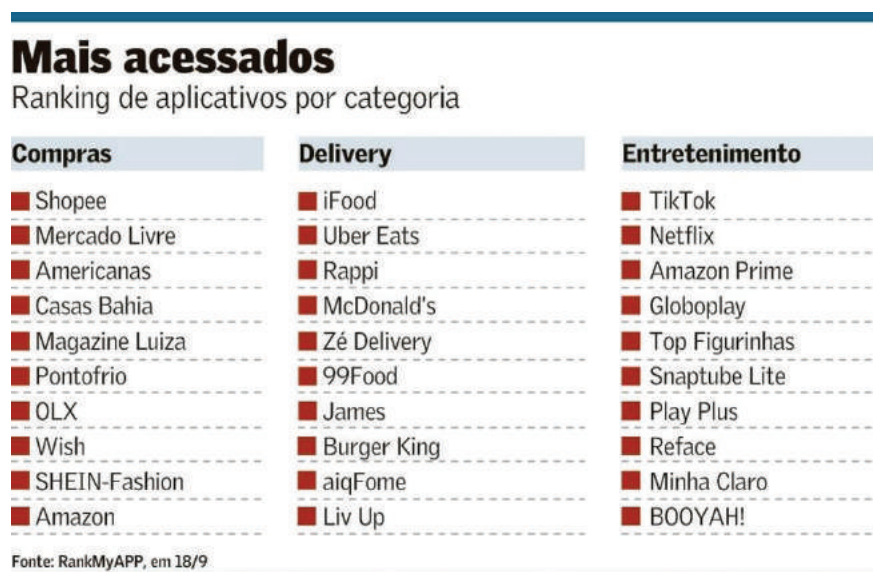 Mais acessados
Ranking de aplicativos por categoria
Compras
Shopee
Mercado Livre
Americanas
Casas Bahia
Magazine Luiza
Pontofrio
OLX
Wish
SHEIN-Fashion
Amazon
Delivery
iFood
Uber Eats
Rappi
McDonald's
Zé Delivery
99Food
James
Burger King
aiqFome
Liv Up
Entretenimento
TikTok
Netflix
Amazon Prime
Globoplay
Top Figurinhas
Snaptube Lite
Play Plus
Reface
Minha Claro
BOOYAH!
Fonte: RankMyAPP, em 18/9